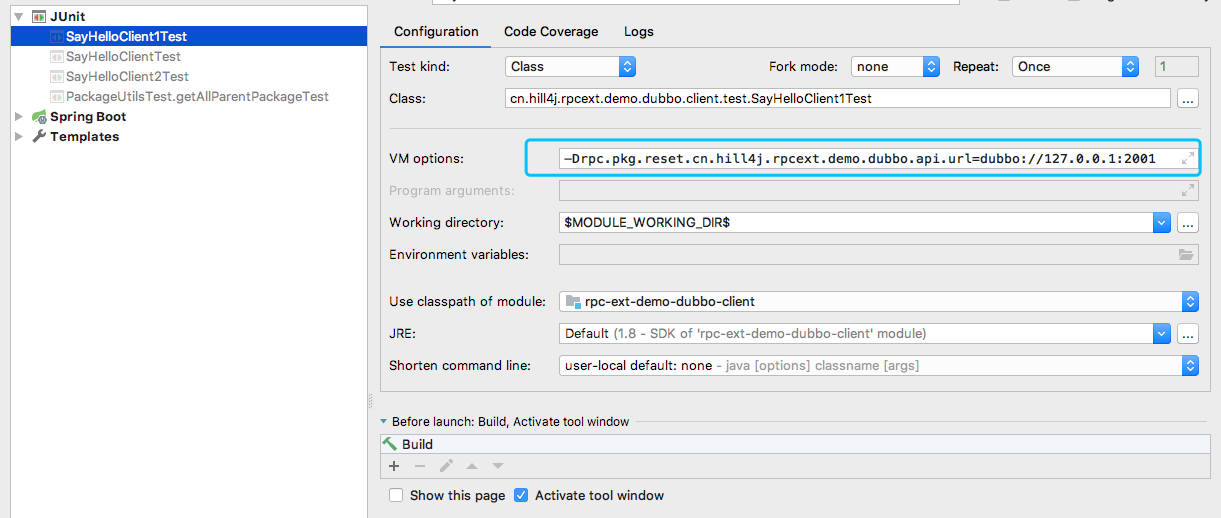 JUnit
SayHelloClient1Test
SayHelloClientTest
SayHelloClient2Test
PackageUtilsTest.getAllParentPackageTest
Spring Boot
Templates
Configuration Code Coverage Logs
Test kind: Class Fork mode: none Repeat: Once 1
Class: cn.hill4j.rpcext.demo.dubbo.client.test.SayHelloClient1Test ...
VM options: –Drpc.pkg.reset.cn.hill4j.rpcext.demo.dubbo.api.url=dubbo://127.0.0.1:2001
Program arguments:
Working directory: $MODULE_WORKING_DIR$ ...
Environment variables:
Use classpath of module: rpc-ext-demo-dubbo-client
JRE: Default (1.8 - SDK of 'rpc-ext-demo-dubbo-client' module) ...
Shorten command line: user-local default: none - java [options] classname [args]
Before launch: Build, Activate tool window
Build
Show this page Activate tool window